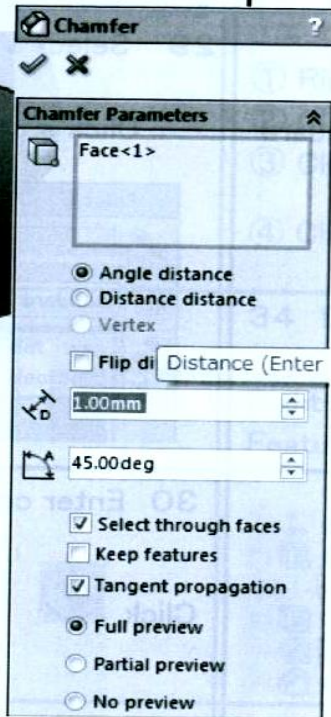 Chamfer ?
Chamfer Parameters
Face<1>
Angle distance
Distance distance
Vertex
Flip di
Distance (Enter
D
1.00mm
A
45.00deg
Select through faces
Keep features
Tangent propagation
Full preview
Partial preview
No preview